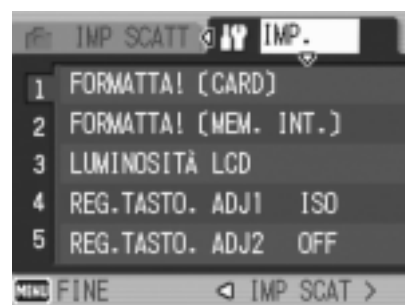 IMP SCATT IMP.
1 FORMATTA! [CARD]
2 FORMATTA! [MEM. INT.]
3 LUMINOSITÀ LCD
4 REG.TASTO. ADJ1 ISO
5 REG.TASTO. ADJ2 OFF
MENU FINE ◁ IMP SCAT >